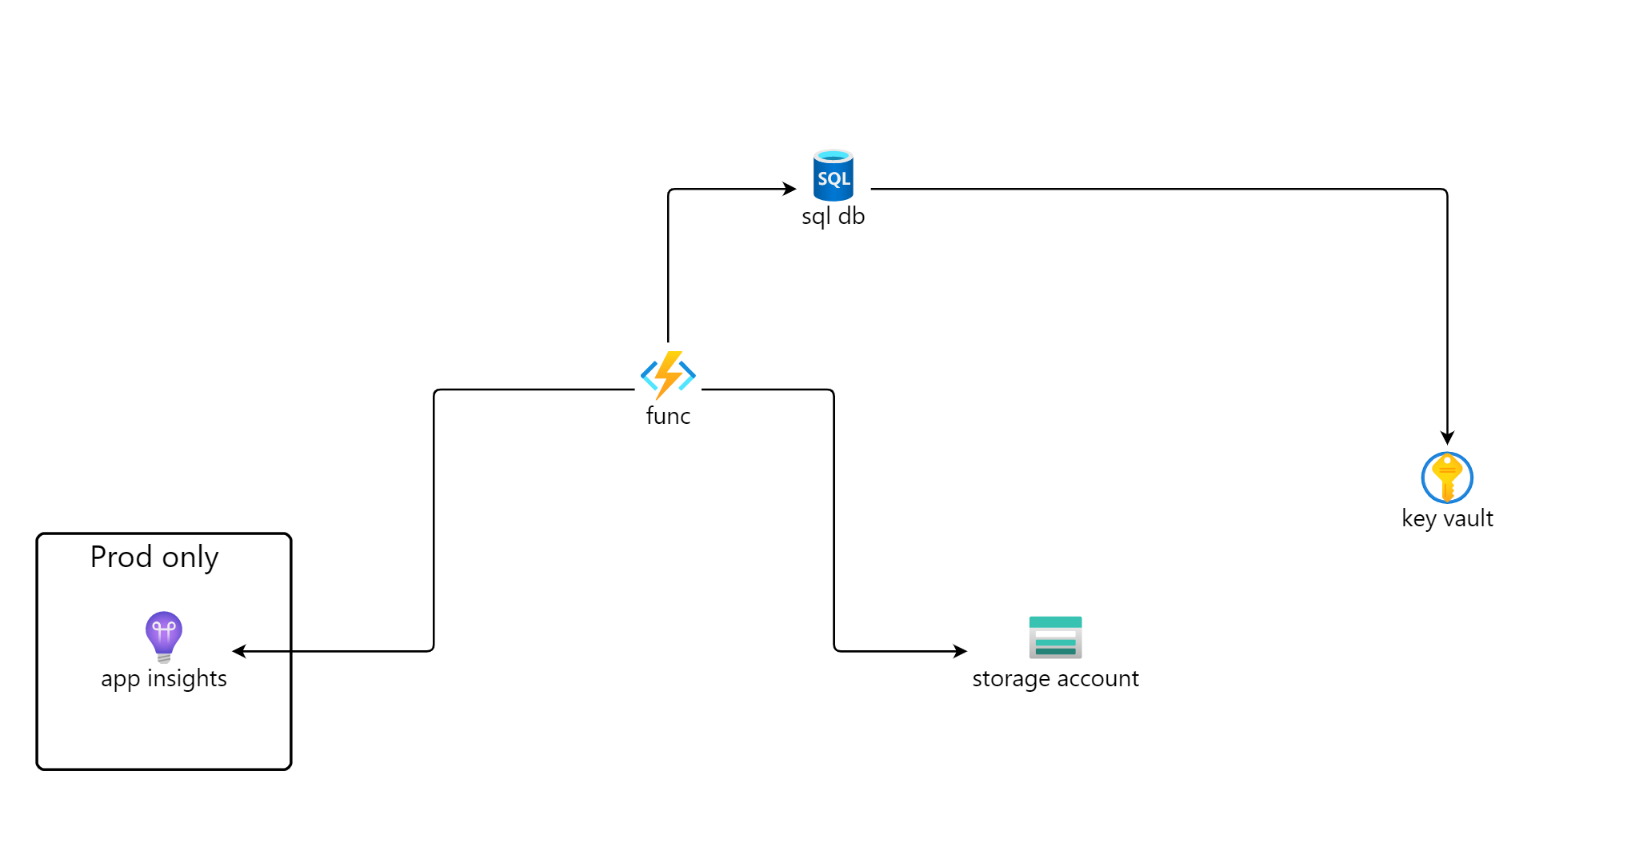 SQL
sql db
func
key vault
Prod only
app insights
storage account